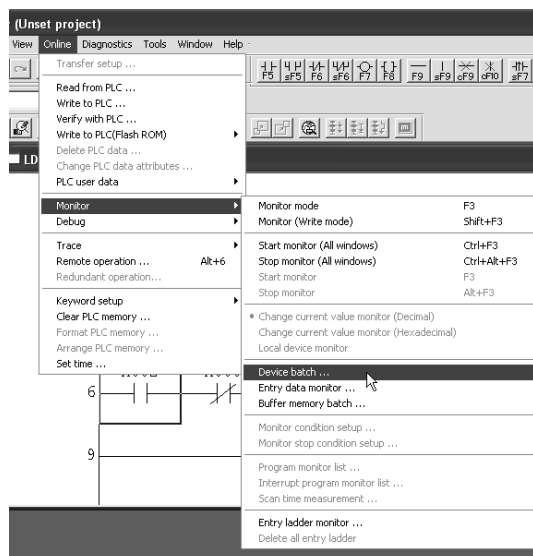 (Unset project)
View Online Diagnostics Tools Window Help
Transfer setup ...
Read from PLC ...
Write to PLC ...
Verify with PLC ...
Write to PLC(Flash ROM)
Delete PLC data ...
Change PLC data attributes ...
PLC user data
Monitor
Debug
Trace
Remote operation ... Alt+6
Redundant operation...
Keyword setup
Clear PLC memory ...
Format PLC memory ...
Arrange PLC memory ...
Set time ...
F5 sF5 F6 sF6 F7 F8 F9 sF9 cF9 cF10 sF7
LD
Monitor mode F3
Monitor (Write mode) Shift+F3
Start monitor (All windows) Ctrl+F3
Stop monitor (All windows) Ctrl+Alt+F3
Start monitor F3
Stop monitor Alt+F3
Change current value monitor (Decimal)
Change current value monitor (Hexadecimal)
Local device monitor
Device batch ...
Entry data monitor ...
Buffer memory batch ...
Monitor condition setup ...
Monitor stop condition setup ...
Program monitor list ...
Interrupt program monitor list ...
Scan time measurement ...
Entry ladder monitor ...
Delete all entry ladder
6
9